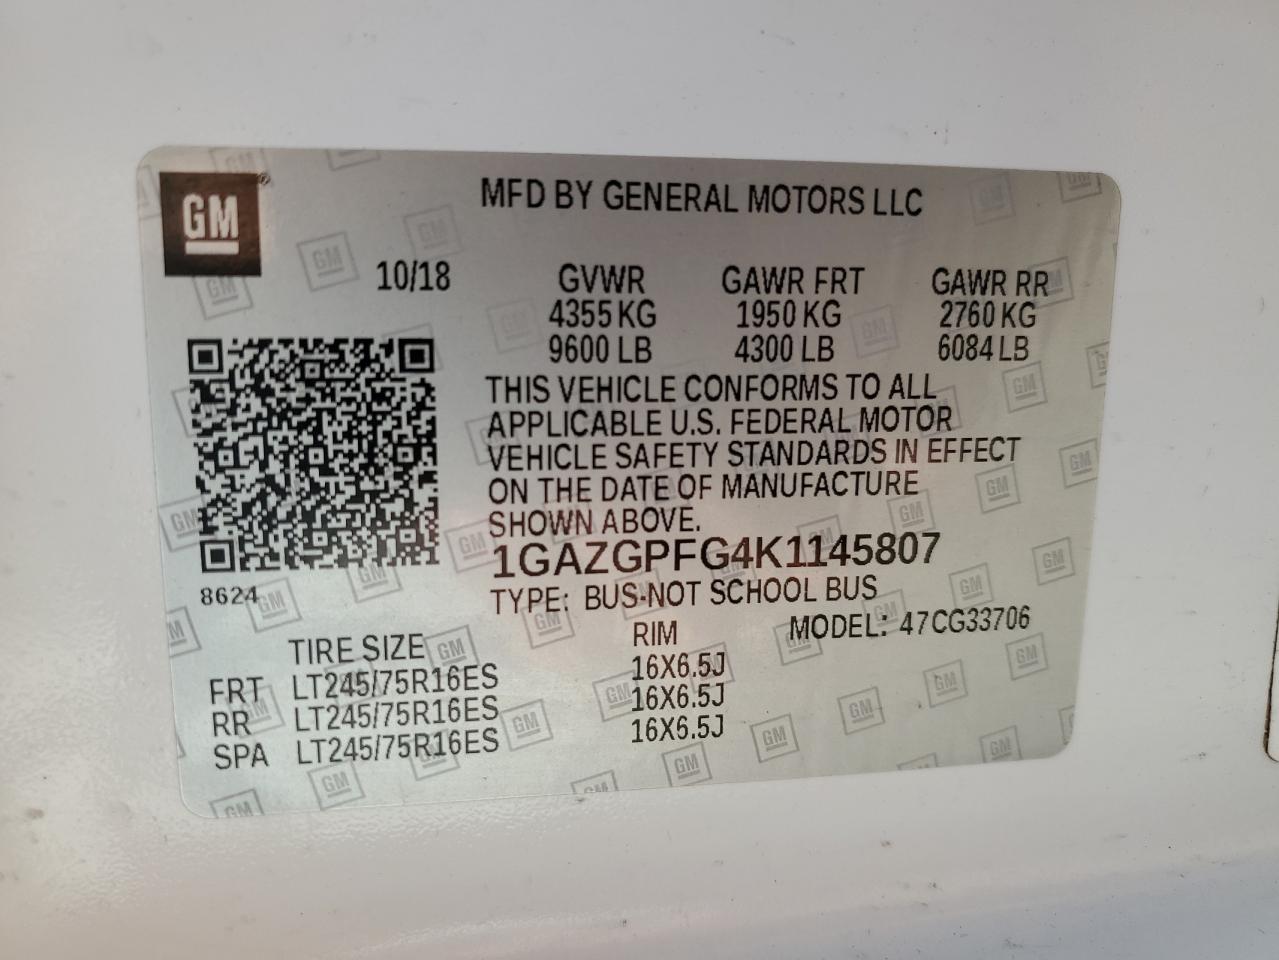 GM
MFD BY GENERAL MOTORS LLC
10/18 GVWR GAWR FRT GAWR RR
4355 KG 1950 KG 2760 KG
9600 LB 4300 LB 6084 LB
THIS VEHICLE CONFORMS TO ALL
APPLICABLE U.S. FEDERAL MOTOR
VEHICLE SAFETY STANDARDS IN EFFECT
ON THE DATE OF MANUFACTURE
SHOWN ABOVE.
1GAZGPFG4K1145807
8624
TYPE: BUS-NOT SCHOOL BUS
MODEL: 47CG33706
TIRE SIZE RIM
FRT LT245/75R16ES 16X6.5J
RR LT245/75R16ES 16X6.5J
SPA LT245/75R16ES 16X6.5J